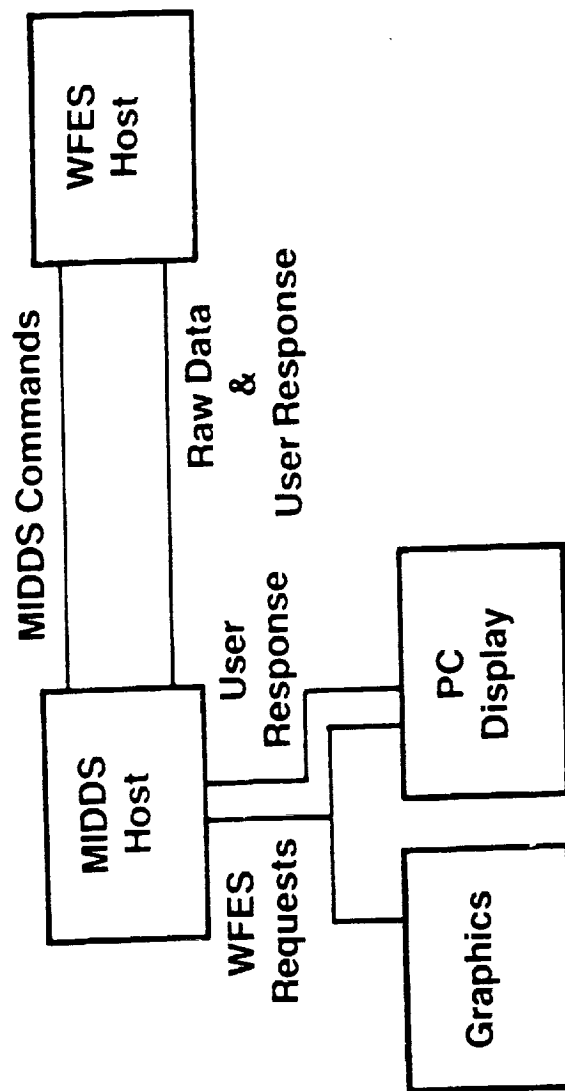 MIDDS
Host
MIDDS Commands
WFES
Host
Raw Data
&
User Response
User
Response
WFES
Requests
Graphics
PC
Display